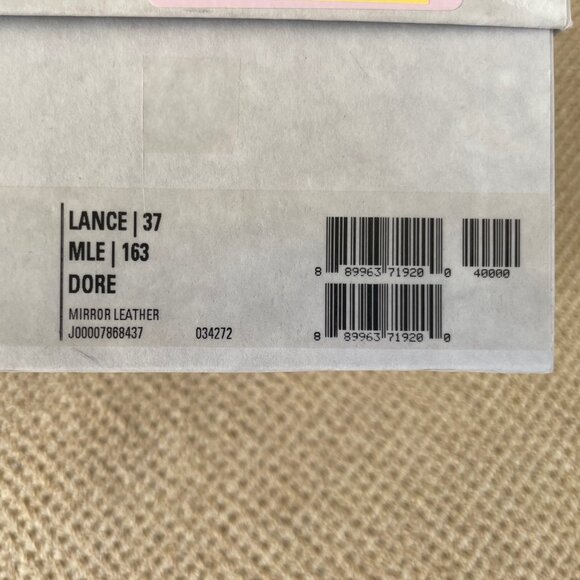 LANCE | 37
MLE | 163
DORE
MIRROR LEATHER
J00007868437 034272
8 89963 71920 0 40000
8 89963 71920 0